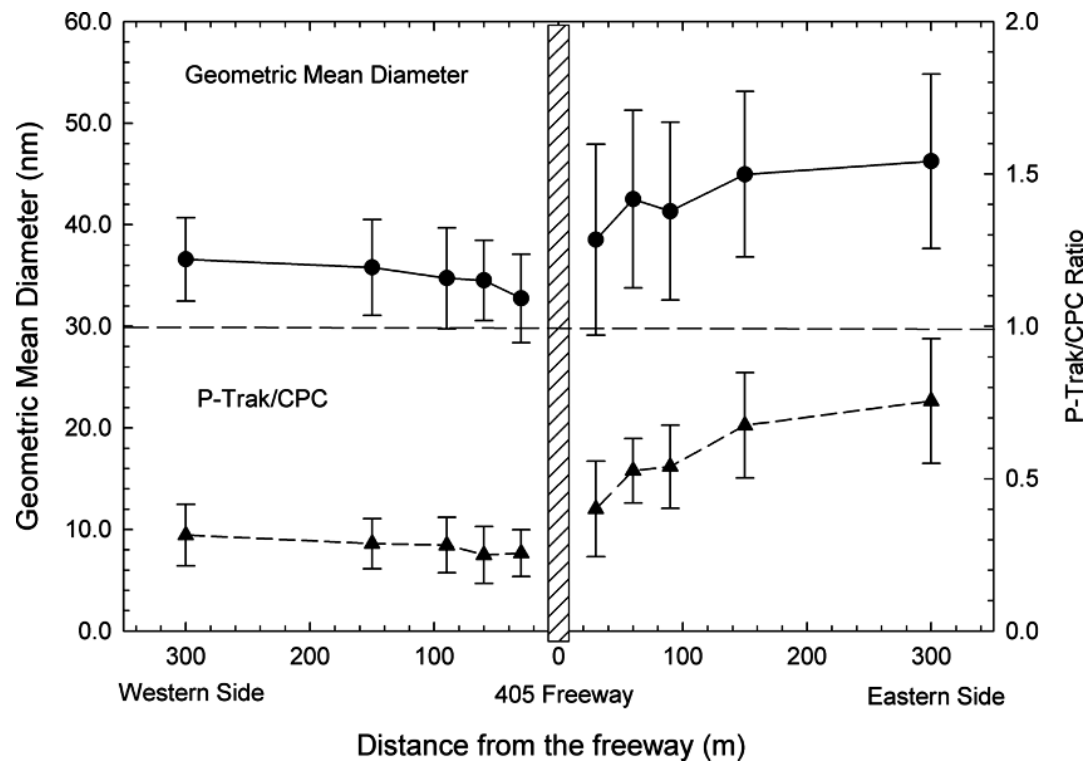 Geometric Mean Diameter (nm)
60.0
50.0
40.0
30.0
20.0
10.0
0.0
Geometric Mean Diameter
P-Trak/CPC
2.0
1.5
1.0
0.5
0.0
P-Trak/CPC Ratio
300 200 100 0 100 200 300
Western Side 405 Freeway Eastern Side
Distance from the freeway (m)